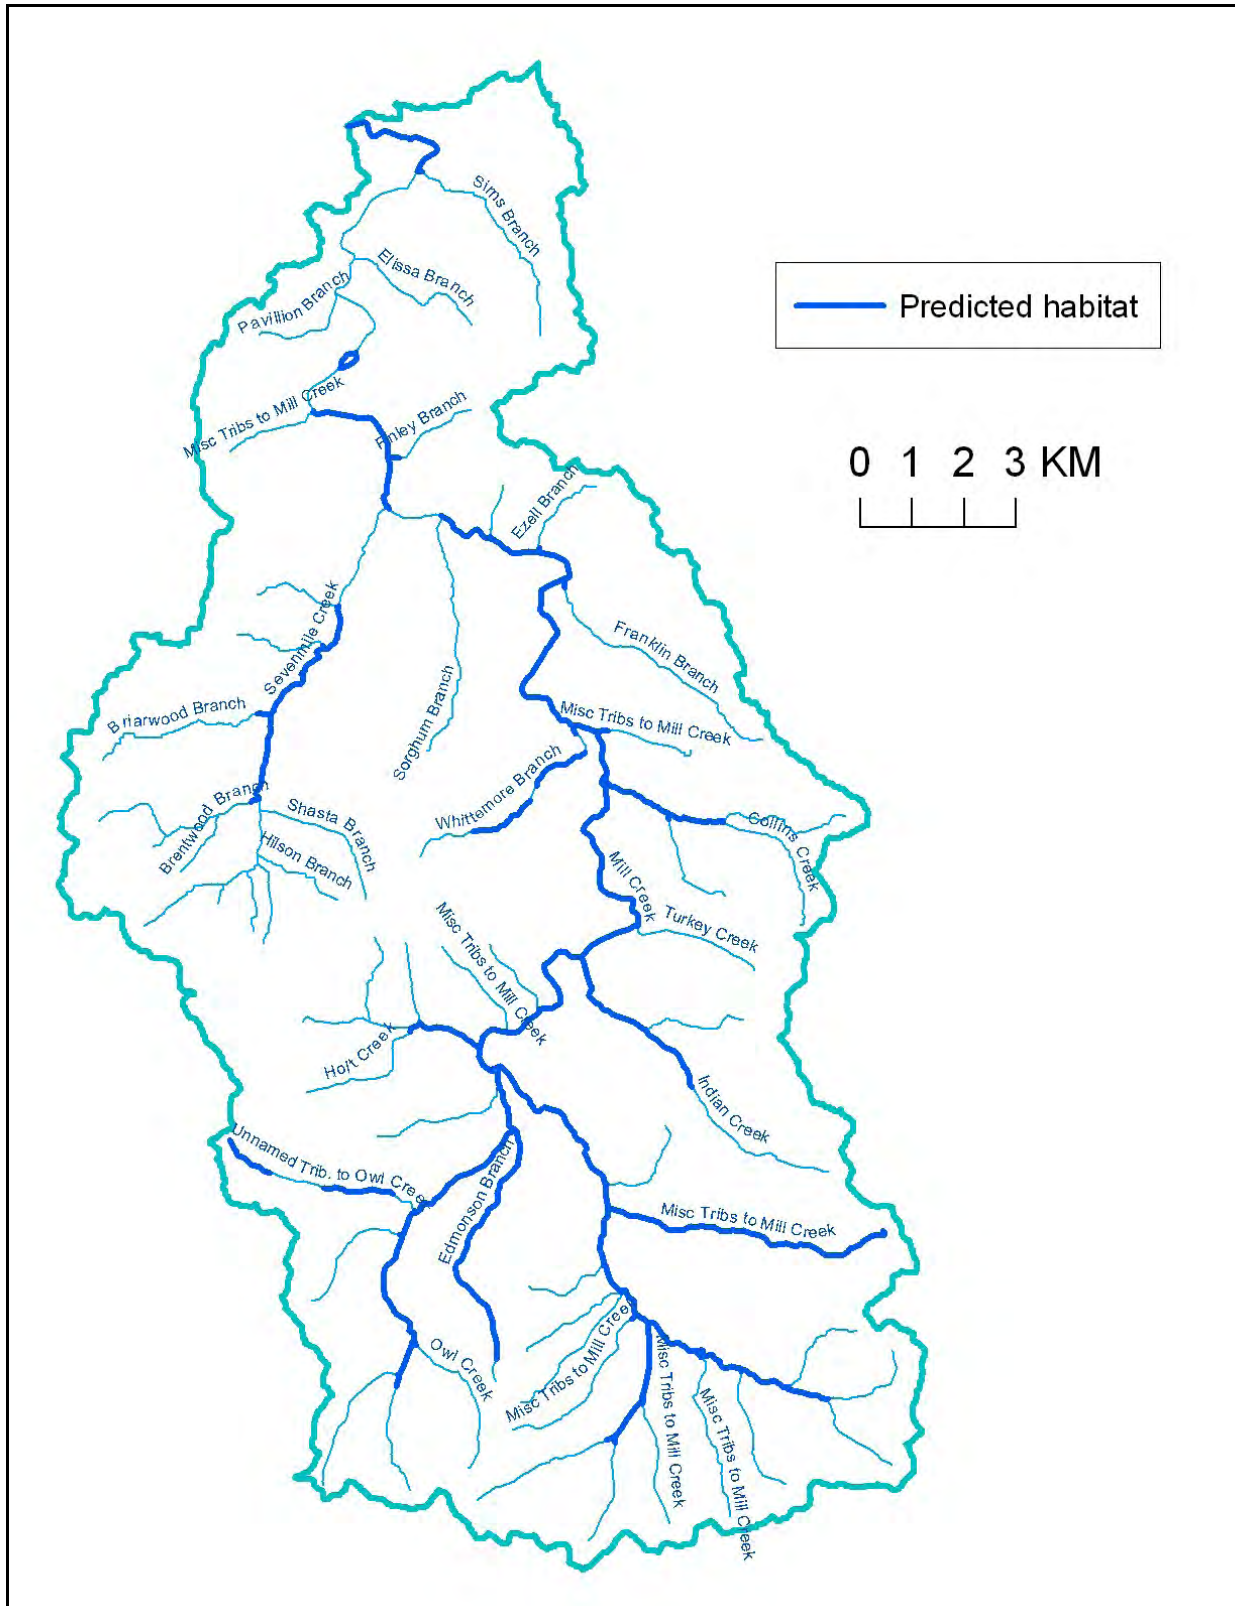 Sims Branch
Elissa Branch
Pavillion Branch
Predicted habitat
Misc Tribs to Mill Creek
Finley Branch
0 1 2 3 KM
Ezell Branch
Sevenmile Creek
Franklin Branch
Sorghum Branch
Briarwood Branch
Misc Tribs to Mill Creek
Whittemore Branch
Brentwood Branch
Shasta Branch
Hilson Branch
Collins Creek
Mill Creek
Turkey Creek
Misc Tribs to Mill Creek
Holt Creek
Indian Creek
Unnamed Trib. to Owl Creek
Edmonson Branch
Misc Tribs to Mill Creek
Owl Creek
Misc Tribs to Mill Creek
Misc Tribs to Mill Creek
Misc Tribs to Mill Creek